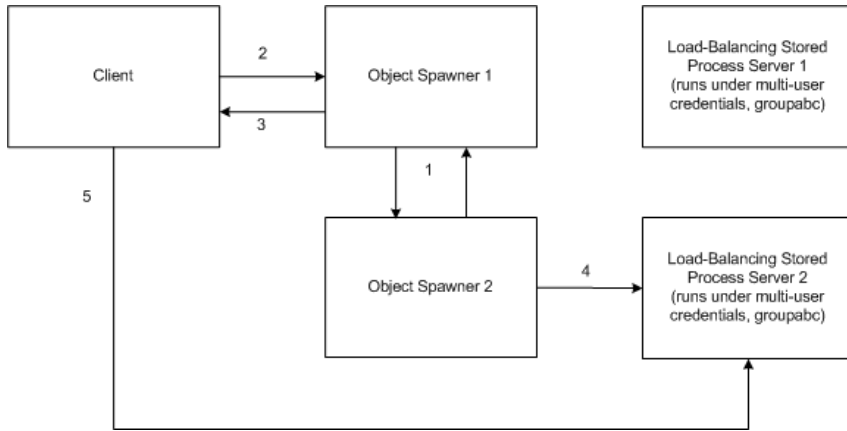 Client
2
3
Object Spawner 1
Load-Balancing Stored
Process Server 1
(runs under multi-user
credentials, groupabc)
1
5
Object Spawner 2
4
Load-Balancing Stored
Process Server 2
(runs under multi-user
credentials, groupabc)